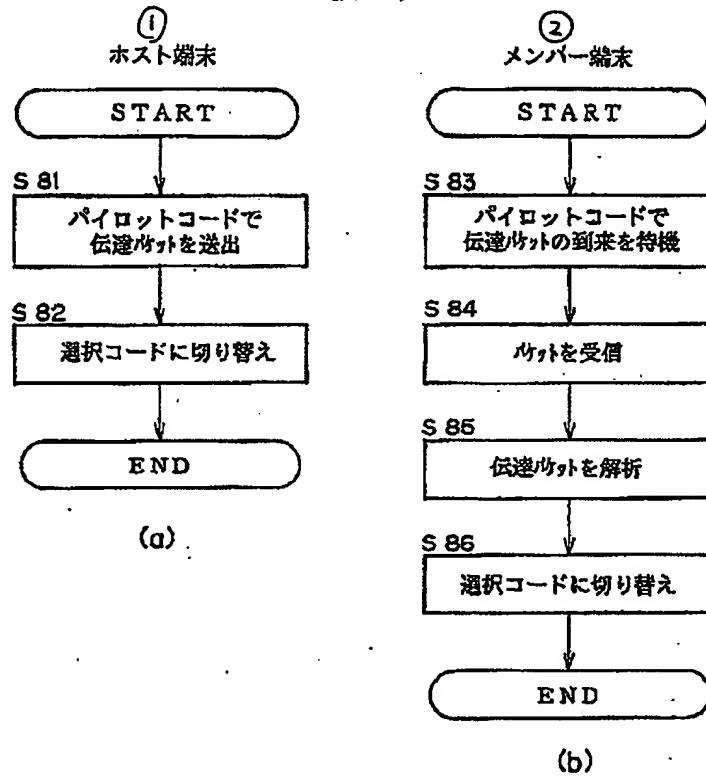 ①
ホスト端末
START
S 81
パイロットコードで
伝達ﾊﾟｹｯﾄを送出
S 82
選択コードに切り替え
END
(a)
②
メンバー端末
START
S 83
パイロットコードで
伝達ﾊﾟｹｯﾄの到来を待機
S 84
ﾊﾟｹｯﾄを受信
S 85
伝達ﾊﾟｹｯﾄを解析
S 86
選択コードに切り替え
END
(b)